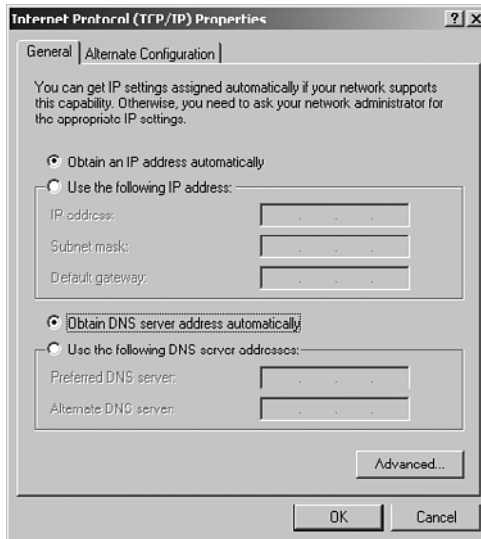 Internet Protocol (TCP/IP) Properties
General
Alternate Configuration
You can get IP settings assigned automatically if your network supports
this capability. Otherwise, you need to ask your network administrator for
the appropriate IP settings.
Obtain an IP address automatically
Use the following IP address:
IP address:
Subnet mask:
Default gateway:
Obtain DNS server address automatically
Use the following DNS server addresses:
Preferred DNS server:
Alternate DNS server:
Advanced...
OK
Cancel